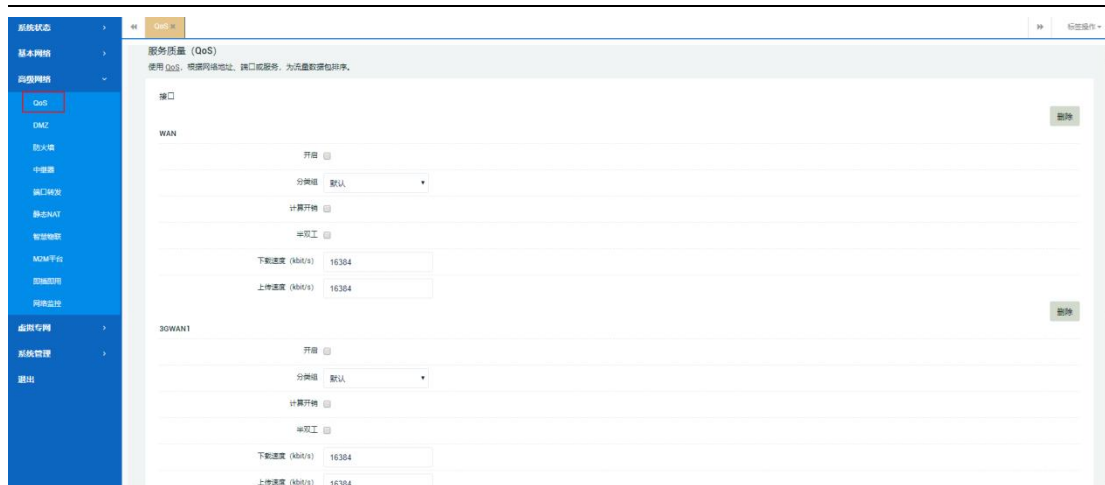 系统状态
基本网络
高级网络
QoS
DMZ
防火墙
中继器
端口转发
静态NAT
智慧物联
M2M平台
即插即用
网络监控
虚拟专网
系统管理
退出
QoS
标签操作
服务质量 (QoS)
使用 QoS，根据网络地址、端口或服务，为流量数据包排序。
接口
删除
WAN
开启
分类组 默认
计算开销
半双工
下载速度 (kbit/s) 16384
上传速度 (kbit/s) 16384
删除
3GWAN1
开启
分类组 默认
计算开销
半双工
下载速度 (kbit/s) 16384
上传速度 (kbit/s) 16384